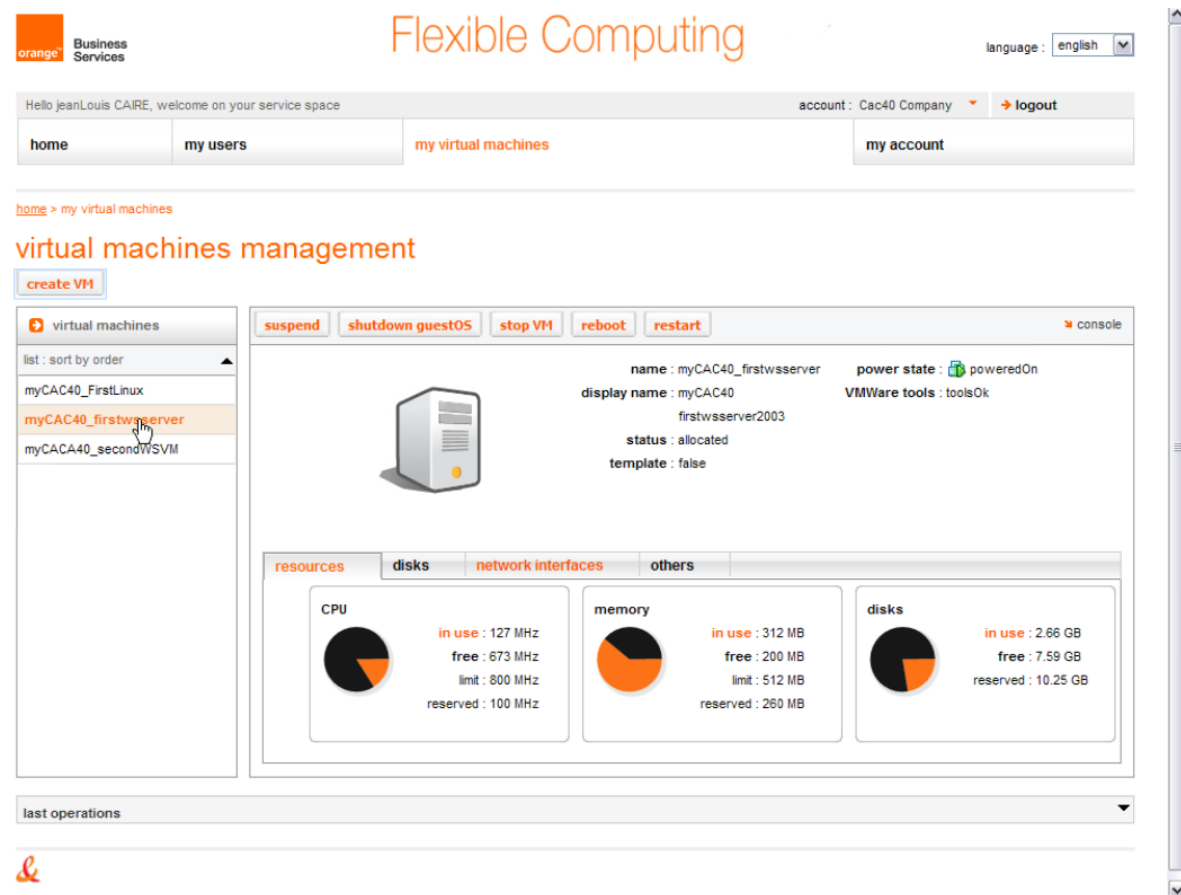 orange™ Business Services
Flexible Computing
language : english
Hello jeanLouis CAIRE, welcome on your service space
account : Cac40 Company
logout
home
my users
my virtual machines
my account
home > my virtual machines
virtual machines management
create VM
virtual machines
list : sort by order
myCAC40_FirstLinux
myCAC40_firstwsserver
myCACA40_secondWSVM
suspend
shutdown guestOS
stop VM
reboot
restart
console
name : myCAC40_firstwsserver
display name : myCAC40
firstwsserver2003
status : allocated
template : false
power state : poweredOn
VMWare tools : toolsOk
resources
disks
network interfaces
others
CPU
in use : 127 MHz
free : 673 MHz
limit : 800 MHz
reserved : 100 MHz
memory
in use : 312 MB
free : 200 MB
limit : 512 MB
reserved : 260 MB
disks
in use : 2.66 GB
free : 7.59 GB
reserved : 10.25 GB
last operations
&